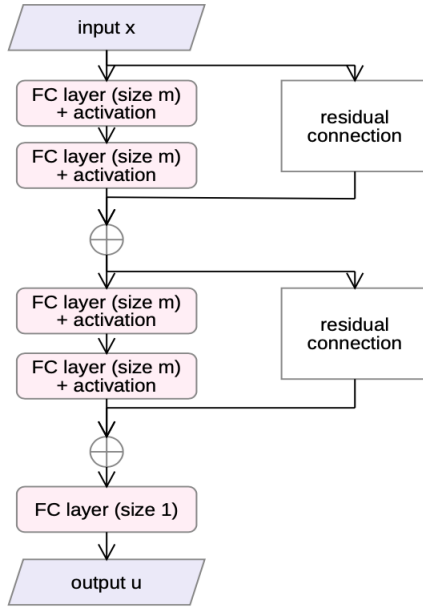 input x
FC layer (size m)
+ activation
residual
connection
FC layer (size m)
+ activation
FC layer (size m)
+ activation
residual
connection
FC layer (size m)
+ activation
FC layer (size 1)
output u